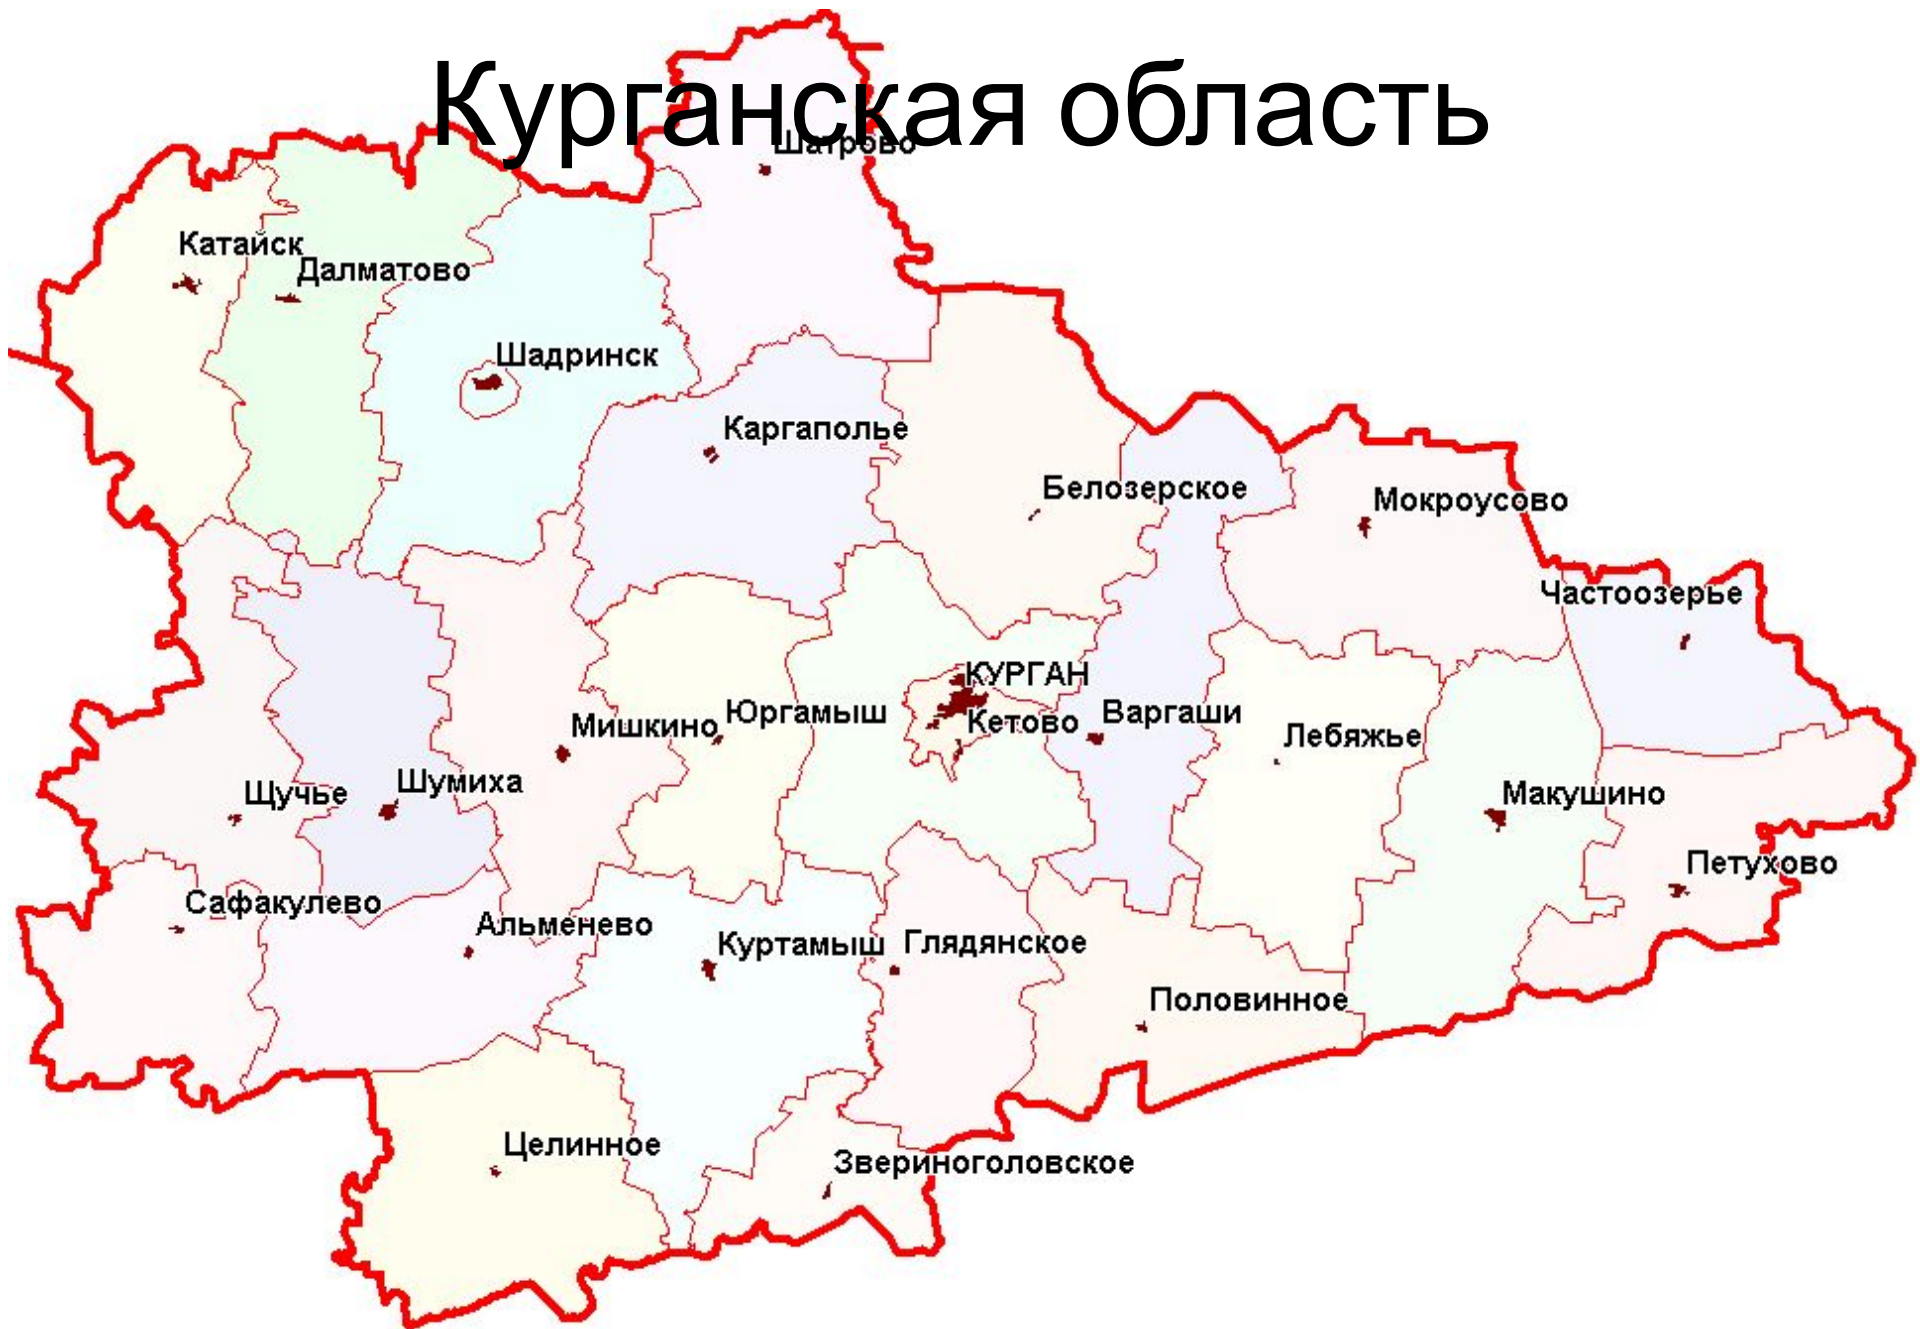 Курганская область
Шатрово
Катайск
Далматово
Шадринск
Каргаполье
Белозерское
Мокроусово
Частоозерье
КУРГАН
Кетово
Варгаши
Юргамыш
Мишкино
Лебяжье
Шумиха
Щучье
Макушино
Петухово
Сафакулево
Альменево
Куртамыш
Глядянское
Половинное
Целинное
Звериноголовское